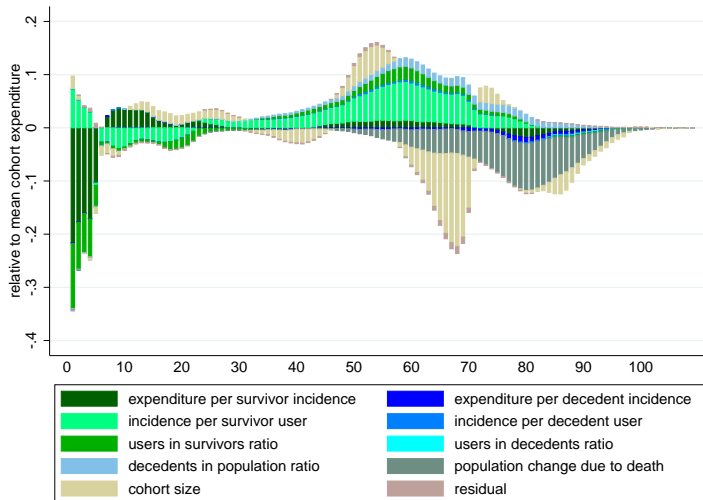 relative to mean cohort expenditure
.2
.1
0
-.1
-.2
-.3
-.4
0 10 20 30 40 50 60 70 80 90 100
expenditure per survivor incidence
expenditure per decedent incidence
incidence per survivor user
incidence per decedent user
users in survivors ratio
users in decedents ratio
decedents in population ratio
population change due to death
cohort size
residual